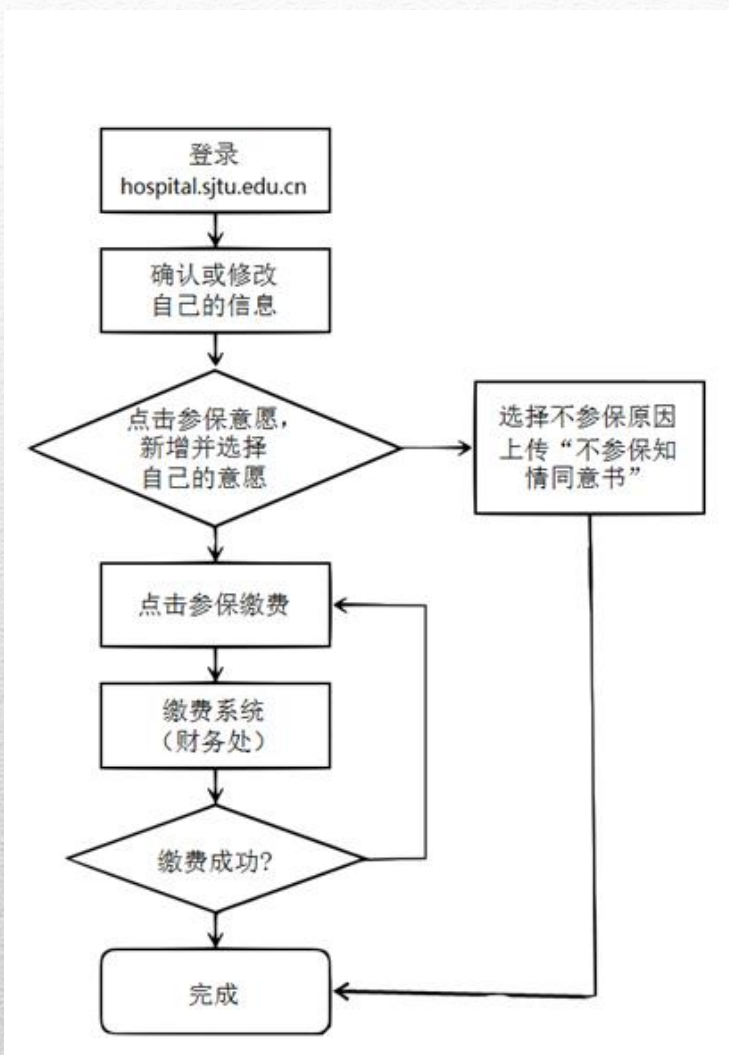 登录
hospital.sjtu.edu.cn
确认或修改
自己的信息
点击参保意愿，
新增并选择
自己的意愿
选择不参保原因
上传“不参保知
情同意书”
点击参保缴费
缴费系统
（财务处）
缴费成功？
完成